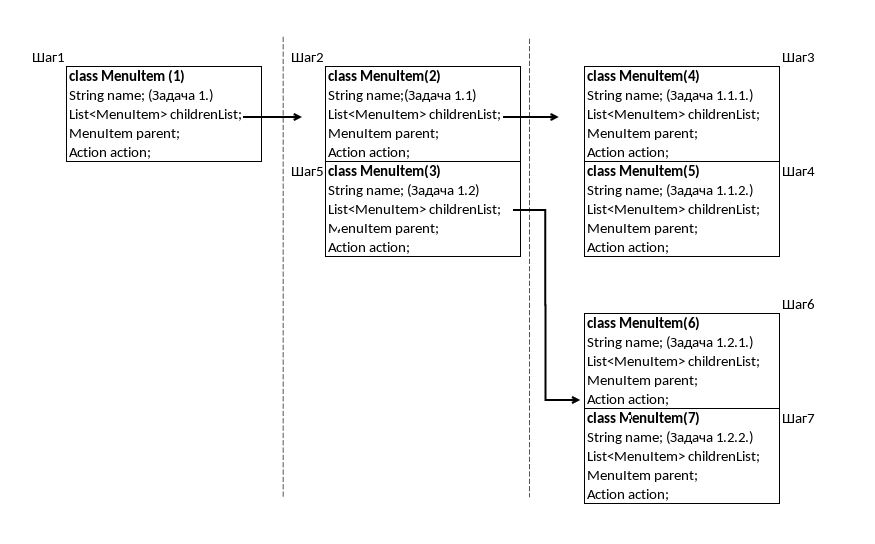 Шаг1
class MenuItem (1)
String name; (Задача 1.)
List<MenuItem> childrenList;
MenuItem parent;
Action action;
Шаг2
class MenuItem(2)
String name;(Задача 1.1)
List<MenuItem> childrenList;
MenuItem parent;
Action action;
Шаг5
class MenuItem(3)
String name; (Задача 1.2)
List<MenuItem> childrenList;
MenuItem parent;
Action action;
Шаг3
class MenuItem(4)
String name; (Задача 1.1.1.)
List<MenuItem> childrenList;
MenuItem parent;
Action action;
Шаг4
class MenuItem(5)
String name; (Задача 1.1.2.)
List<MenuItem> childrenList;
MenuItem parent;
Action action;
Шаг6
class MenuItem(6)
String name; (Задача 1.2.1.)
List<MenuItem> childrenList;
MenuItem parent;
Action action;
Шаг7
class MenuItem(7)
String name; (Задача 1.2.2.)
List<MenuItem> childrenList;
MenuItem parent;
Action action;